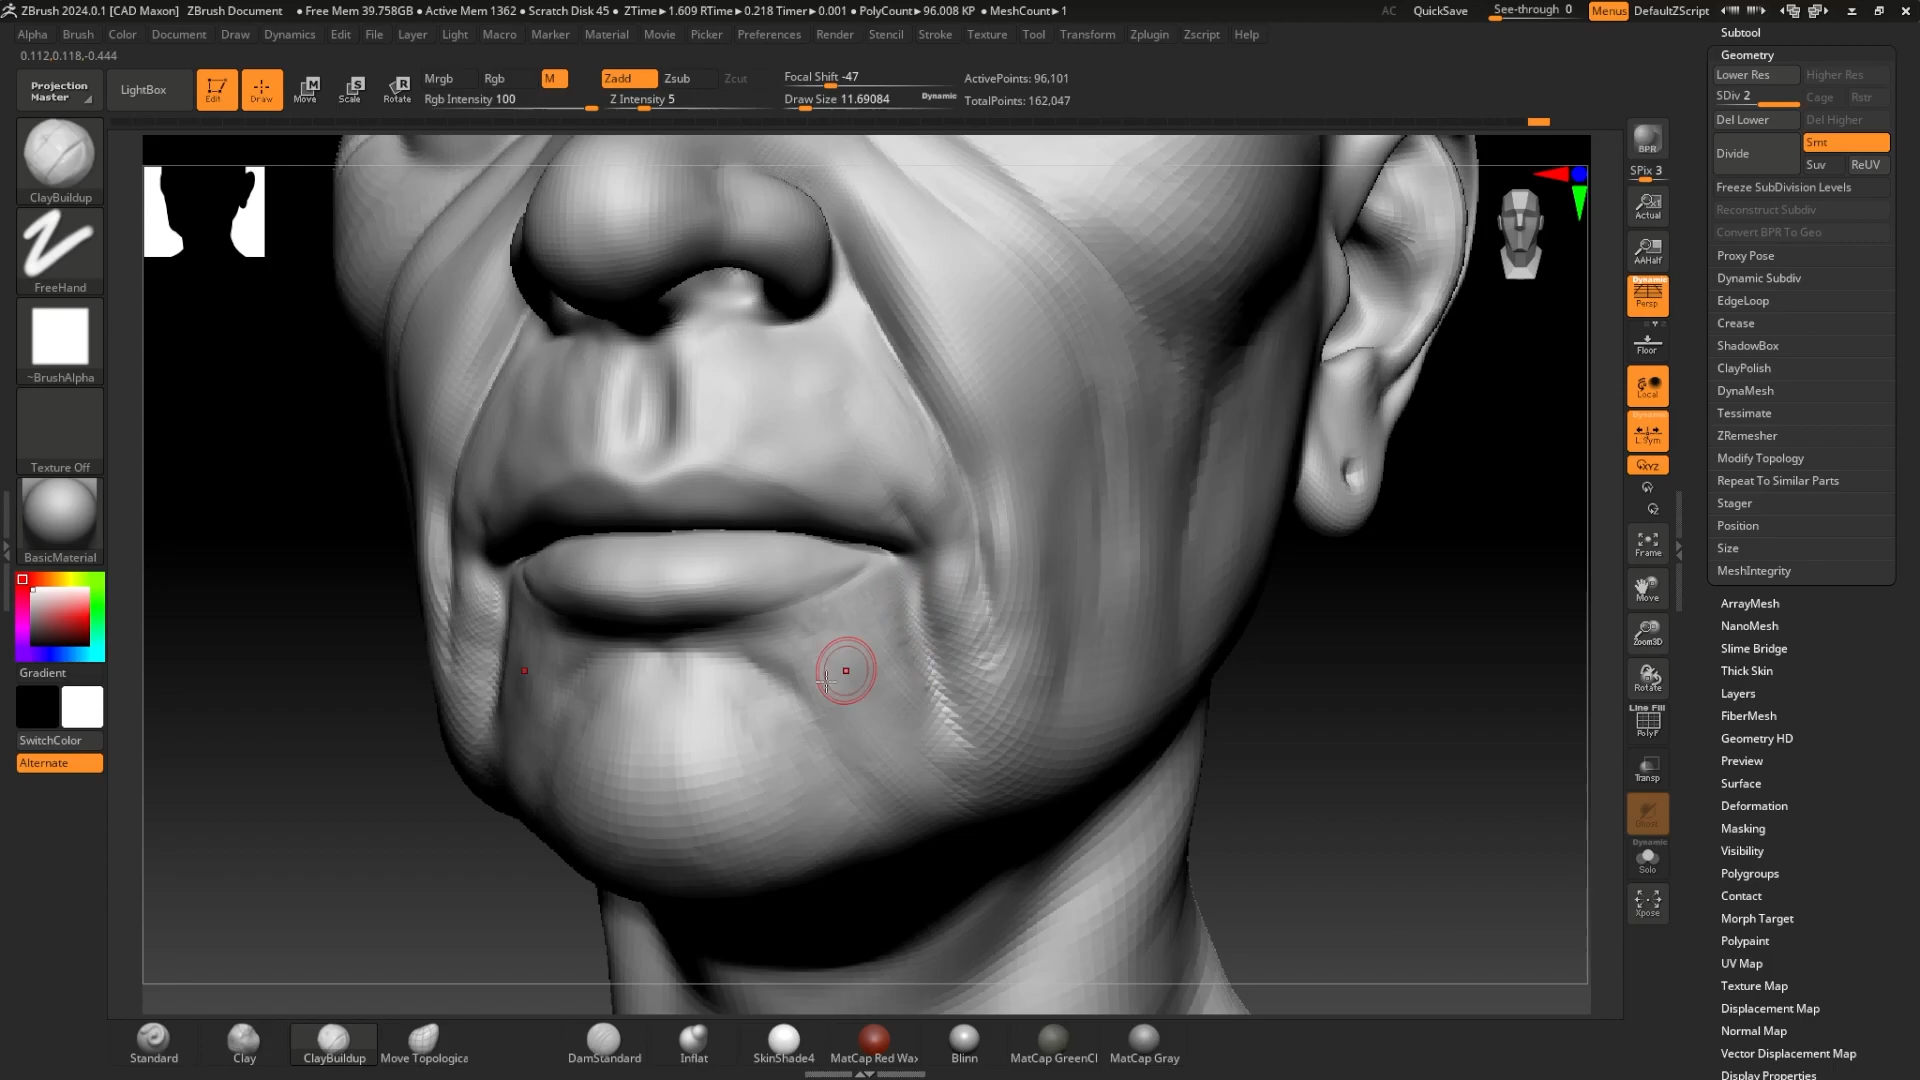 ZBrush 2024.0.1 [CAD Maxon] ZBrush Document • Free Mem 39.758GB • Active Mem 1362 • Scratch Disk 45 • ZTime►1.609 RTime►0.218 Timer►0.001 • PolyCount►96.008 KP • MeshCount►1 AC QuickSave See-through 0 Menus DefaultZScript
Alpha Brush Color Document Draw Dynamics Edit File Layer Light Macro Marker Material Movie Picker Preferences Render Stencil Stroke Texture Tool Transform Zplugin Zscript Help
0.112,0.118,-0.444
Projection Master
LightBox
Edit
Draw
Move
Scale
Rotate
Mrgb Rgb M
Rgb Intensity 100
Zadd Zsub Zcut
Z Intensity 5
Focal Shift -47
Draw Size 11.69084 Dynamic
ActivePoints: 96,101
TotalPoints: 162,047
ClayBuildup
FreeHand
~BrushAlpha
Texture Off
BasicMaterial
Gradient
SwitchColor
Alternate
BPR
SPix 3
Actual
AAHalf
Dynamic
Persp
Floor
Local
Dynamic
L.Sym
XYZ
Frame
Move
Zoom3D
Rotate
Line Fill
PolyF
Transp
Ghost
Dynamic
Solo
Xpose
Subtool
Geometry
Lower Res Higher Res
SDiv 2 Cage Rstr
Del Lower Del Higher
Divide Smt
Suv ReUV
Freeze SubDivision Levels
Reconstruct Subdiv
Convert BPR To Geo
Proxy Pose
Dynamic Subdiv
EdgeLoop
Crease
ShadowBox
ClayPolish
DynaMesh
Tessimate
ZRemesher
Modify Topology
Repeat To Similar Parts
Stager
Position
Size
MeshIntegrity
ArrayMesh
NanoMesh
Slime Bridge
Thick Skin
Layers
FiberMesh
Geometry HD
Preview
Surface
Deformation
Masking
Visibility
Polygroups
Contact
Morph Target
Polypaint
UV Map
Texture Map
Displacement Map
Normal Map
Vector Displacement Map
Display Properties
Standard Clay ClayBuildup Move Topologica DamStandard Inflat SkinShade4 MatCap Red Wax Blinn MatCap GreenCl MatCap Gray